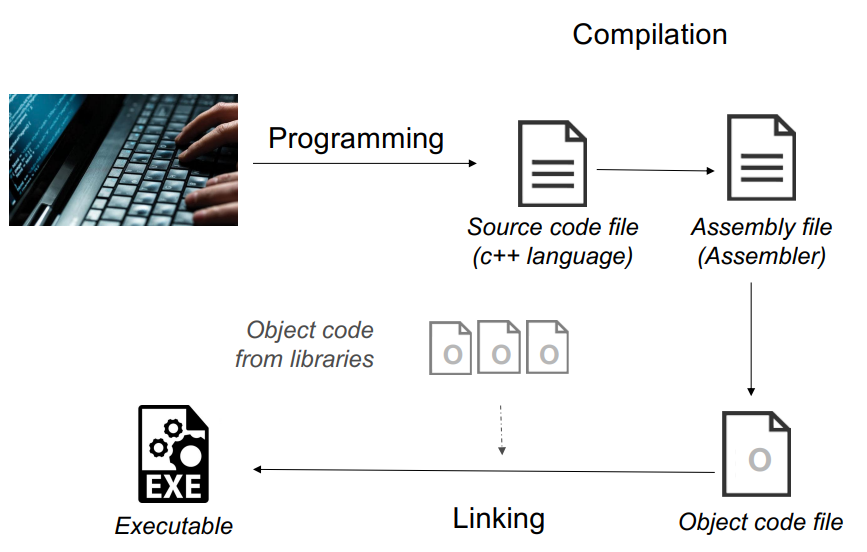 Compilation
Programming
Source code file
(c++ language)
Assembly file
(Assembler)
Object code
from libraries
O O O
O
EXE
Executable
Linking
Object code file